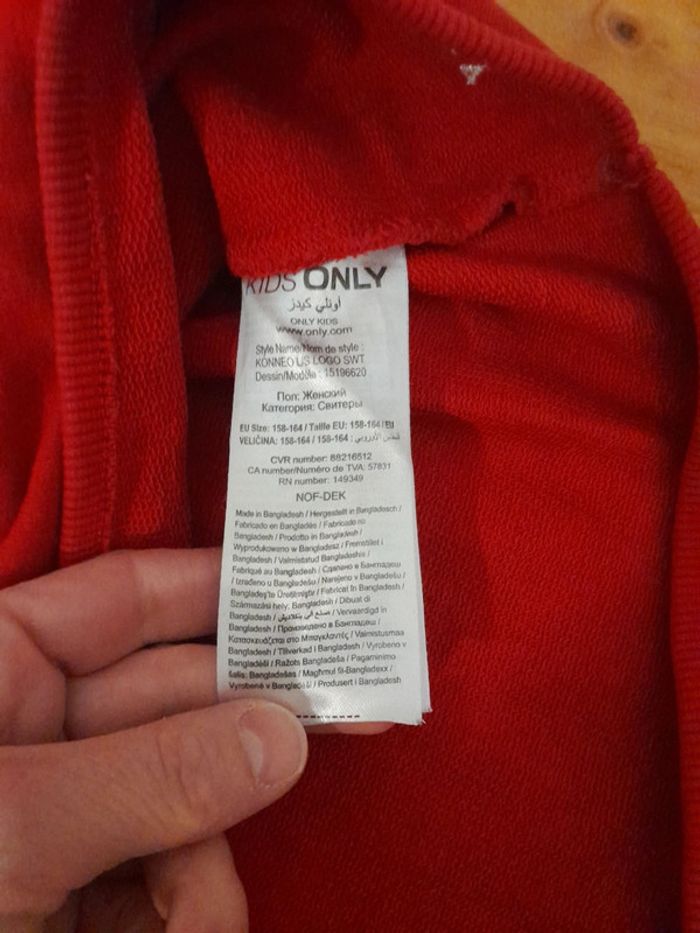 KIDS ONLY
أونلي كيدز
ONLY KIDS
www.only.com
Style Name/Nom de style :
KONNEO US LOGO SWT
Dessin/Modèle : 15196620
Пол: Женский
Категория: Свитеры
EU Size: 158-164 / Taille EU: 158-164 / EU
VELIČINA: 158-164 / 158-164 :
CVR number: 88216512
CA number/Numéro de TVA: 57831
RN number: 149349
NOF-DEK
Made in Bangladesh / Hergestellt in Bangladesch /
Fabricado en Bangladés / Fabricado no
Bangladesh / Prodotto in Bangladesh /
Wyprodukowano w Bangladeszu / Fremstillet i
Bangladesh / Valmistustud Bangladeshis /
Fabriqué au Bangladesh / Сделано в Бангладеш
/ Izrađeno u Bangladešu / Narejeno v Bangladešu /
Bangladeş'te Üretilmiştir / Fabricat în Bangladesh /
Származási hely: Bangladesh / Dibuat di
Bangladesh / صنع في بنغلاديش / Vervaardigd in
Bangladesh / Произведено в Бангладеш /
Κατασκευάζεται στο Μπαγκλαντές / Valmistusmaa
Bangladesh / Tillverkad i Bangladesh / Vyrobeno v
Bangladéši / Ražots Bangladešā / Pagaminimo
šalis: Bangladešas / Magħmul fil-Bangladexx /
Vyrobené v Bangladéši / Produsert i Bangladesh